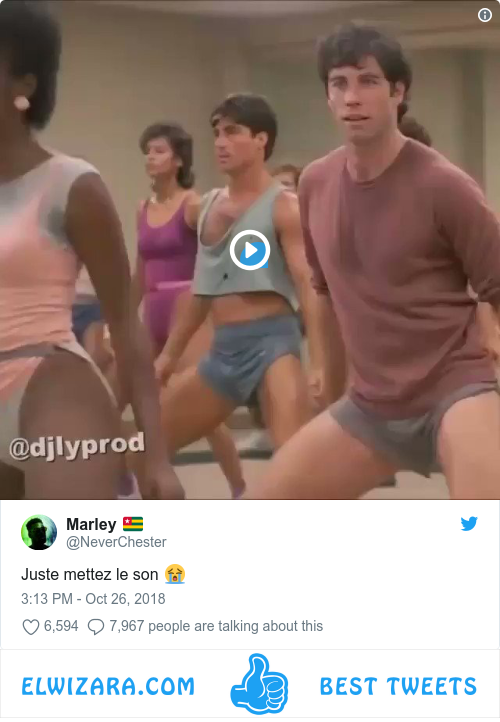 @djlyprod
Marley 🇹🇬
@NeverChester
Juste mettez le son 😭
3:13 PM - Oct 26, 2018
6,594 7,967 people are talking about this
ELWIZARA.COM BEST TWEETS